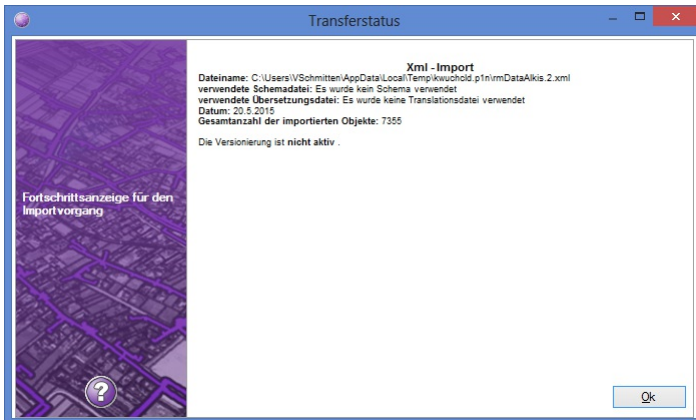 Transferstatus
Xml - Import
Dateiname: C:\Users\VSchmitten\AppData\Local\Temp\kwuchold.p1n\rmDataAlkis.2.xml
verwendete Schemadatei: Es wurde kein Schema verwendet
verwendete Übersetzungsdatei: Es wurde keine Translationsdatei verwendet
Datum: 20.5.2015
Gesamtanzahl der importierten Objekte: 7355
Die Versionierung ist nicht aktiv .
Fortschrittsanzeige für den
Importvorgang
?
Ok